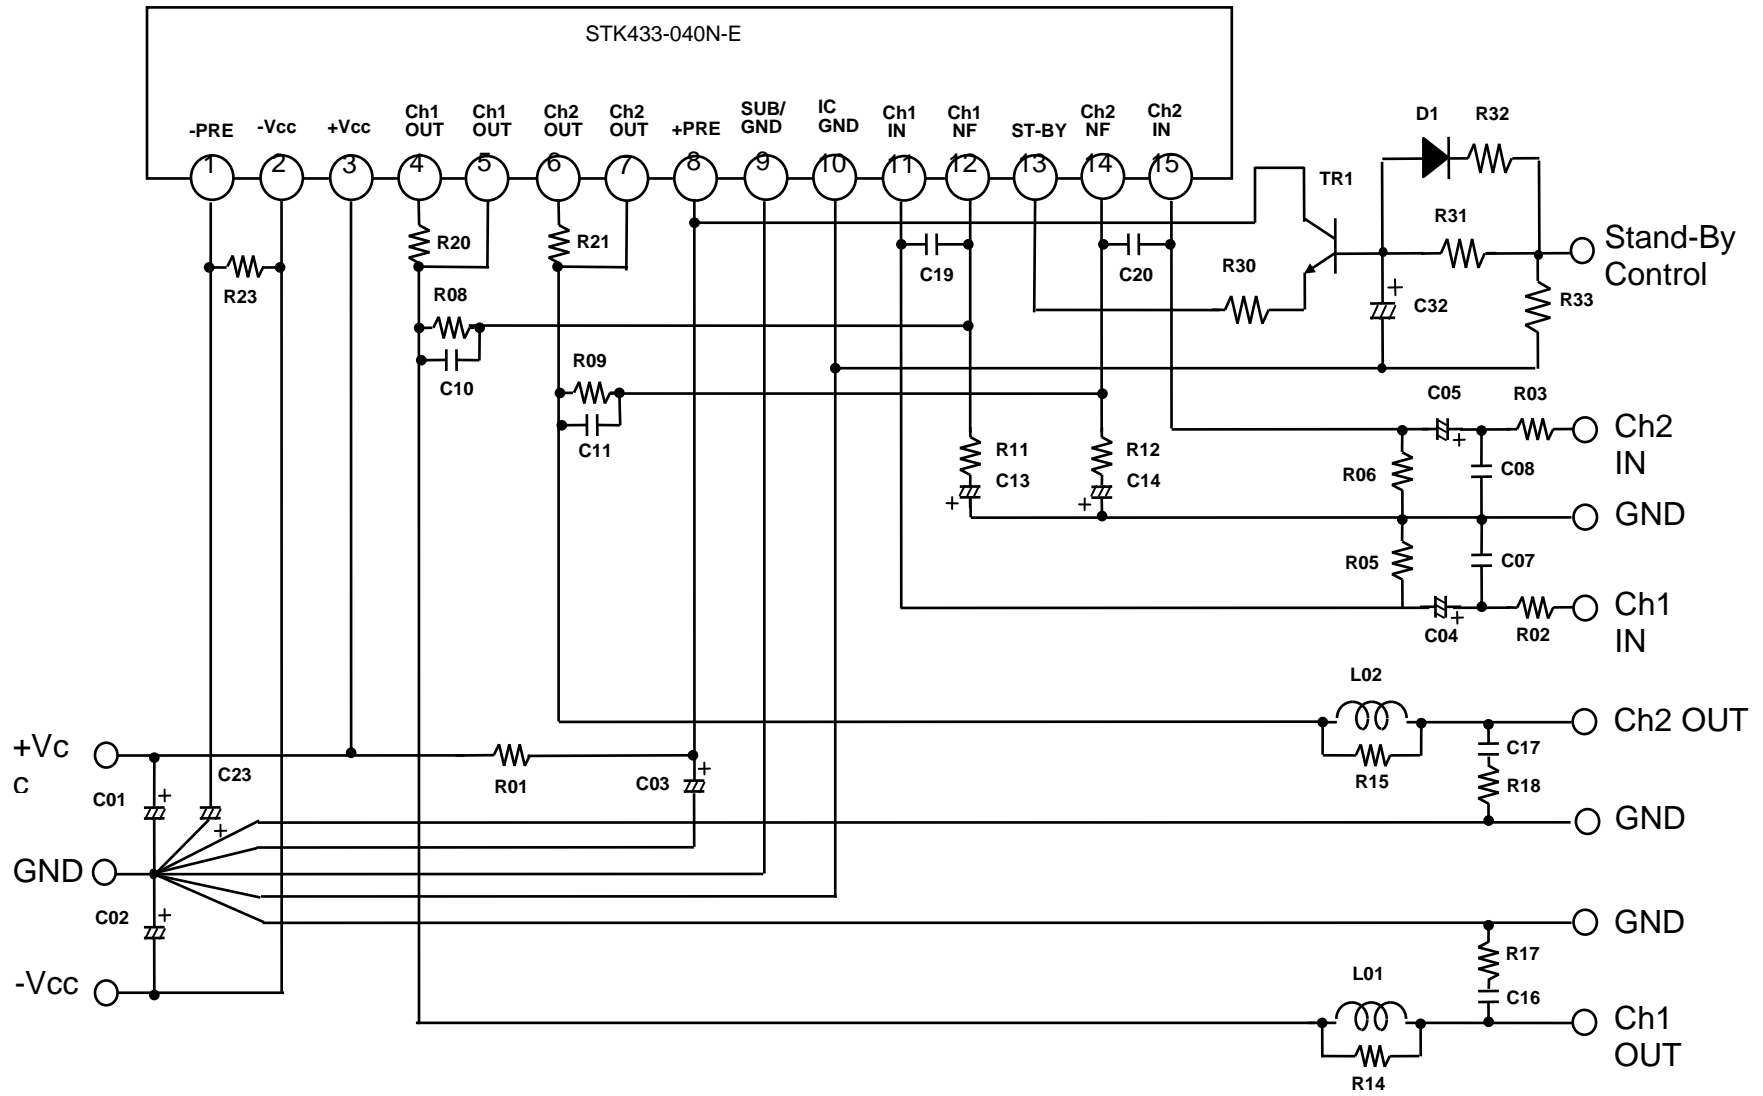 STK433-040N-E
-PRE
-Vcc
+Vcc
Ch1
OUT
Ch1
OUT
Ch2
OUT
Ch2
OUT
+PRE
SUB/
GND
IC
GND
Ch1
IN
Ch1
NF
ST-BY
Ch2
NF
Ch2
IN
1
2
3
4
5
6
7
8
9
10
11
12
13
14
15
D1
R32
TR1
R31
Stand-By
Control
R20
R21
C19
C20
R30
R23
R08
+
C32
R33
C10
R09
C11
C05
R03
Ch2
IN
+
R11
C13
+
R12
C14
+
R06
C08
GND
R05
C07
Ch1
IN
C04
+
R02
L02
Ch2 OUT
R15
C17
R18
GND
+Vc
c
C23
+
C01
+
R01
C03
+
GND
C02
+
-Vcc
GND
R17
C16
L01
Ch1
OUT
R14